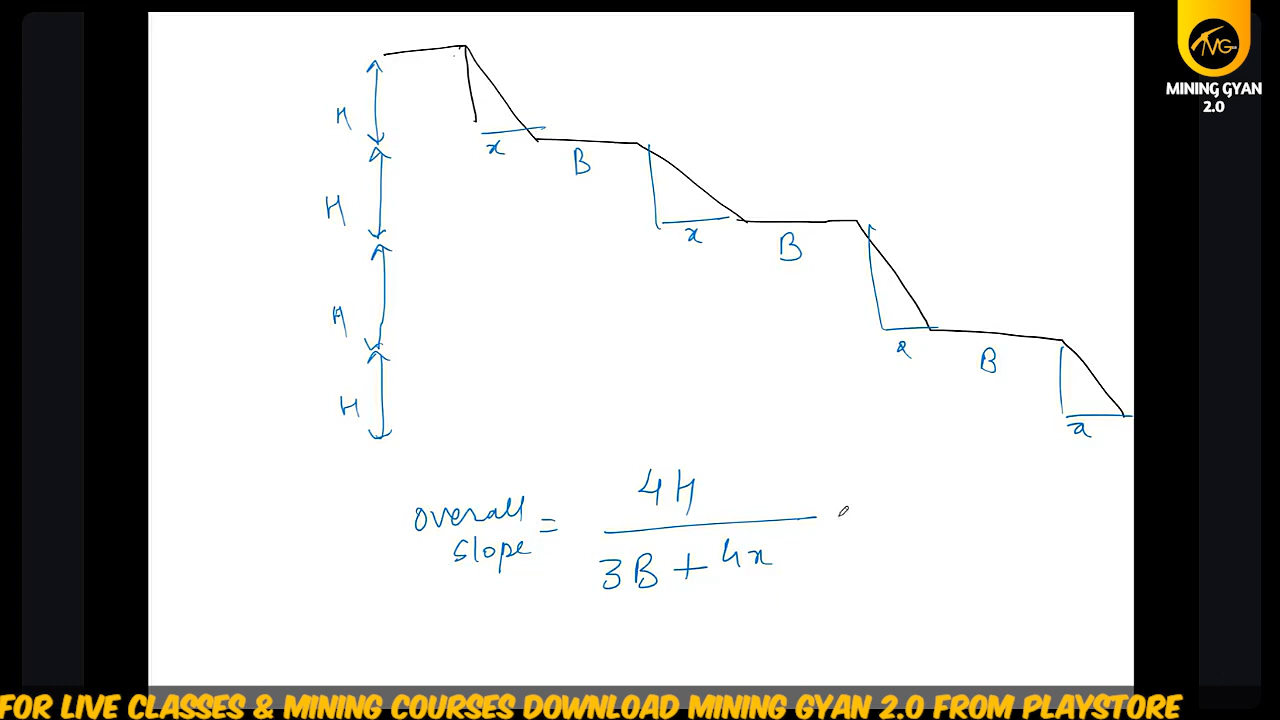 MINING GYAN
2.0
H
x
B
H
x
B
H
x
B
H
x
overall
slope = 4H
3B + 4x
FOR LIVE CLASSES & MINING COURSES DOWNLOAD MINING GYAN 2.0 FROM PLAYSTORE